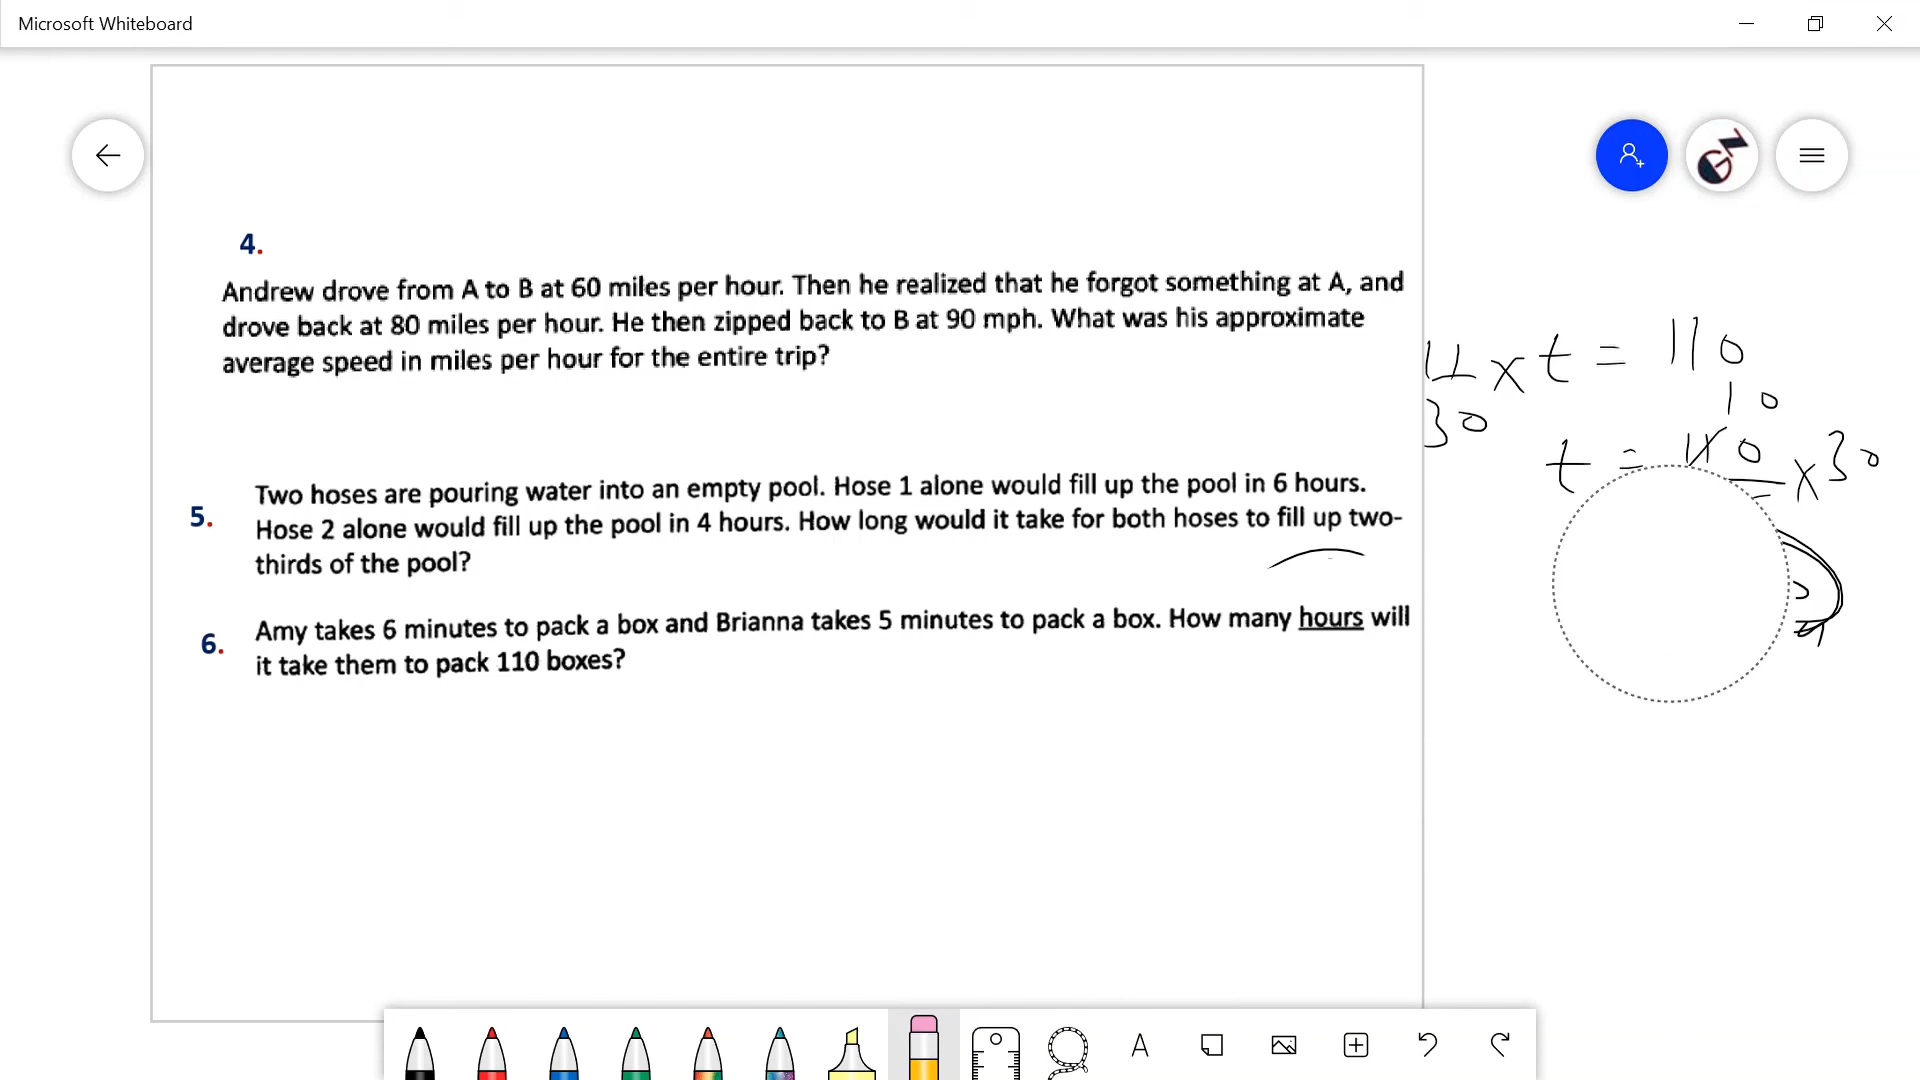 Microsoft Whiteboard
4.
Andrew drove from A to B at 60 miles per hour. Then he realized that he forgot something at A, and
drove back at 80 miles per hour. He then zipped back to B at 90 mph. What was his approximate
average speed in miles per hour for the entire trip?
11 x t = 110
30
10
t = 110 x 30
5. Two hoses are pouring water into an empty pool. Hose 1 alone would fill up the pool in 6 hours.
Hose 2 alone would fill up the pool in 4 hours. How long would it take for both hoses to fill up two-
thirds of the pool?
6. Amy takes 6 minutes to pack a box and Brianna takes 5 minutes to pack a box. How many hours will
it take them to pack 110 boxes?
A